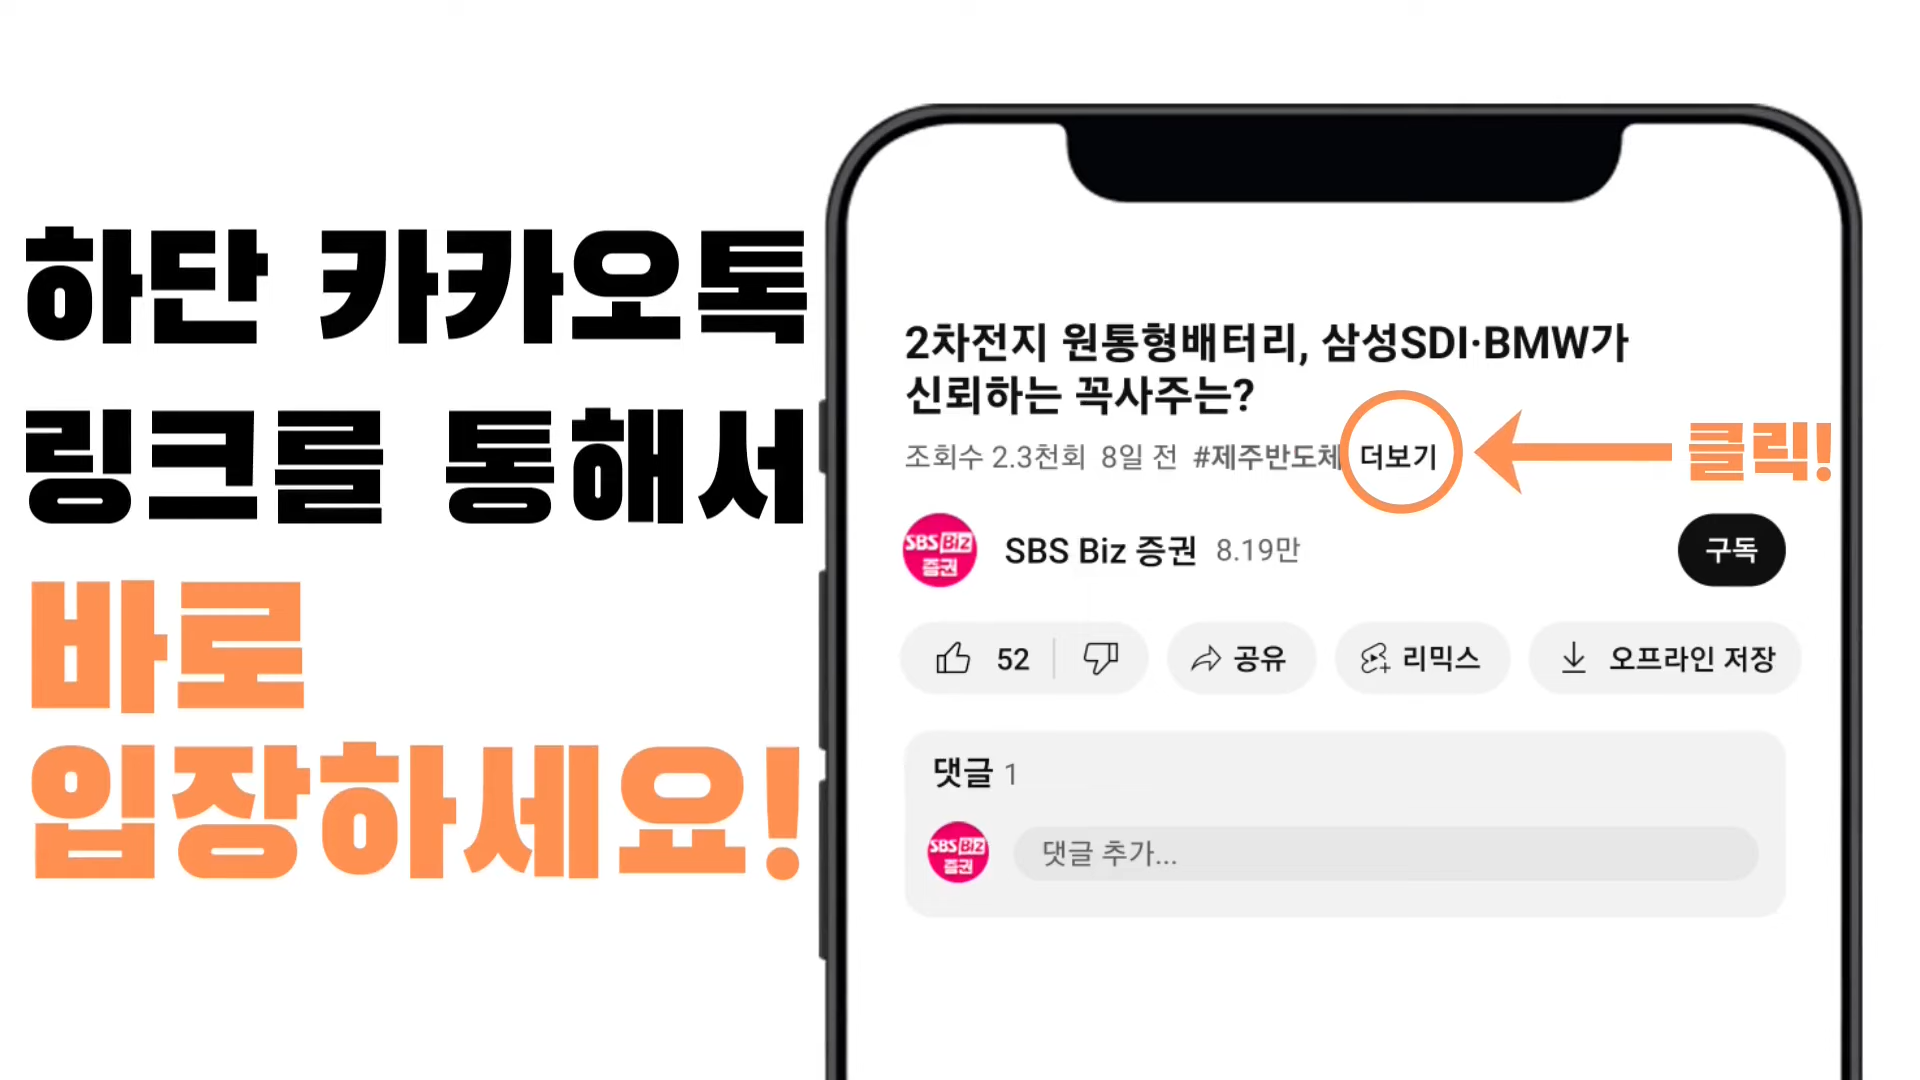 하단 카카오톡
링크를 통해서
바로
입장하세요!
2차전지 원통형배터리, 삼성SDI·BMW가
신뢰하는 꼭사주는?
조회수 2.3천회 8일 전 #제주반도체 더보기
클릭!
SBS Biz 증권
SBS Biz 증권 8.19만
구독
52
공유
리믹스
오프라인 저장
댓글 1
SBS Biz 증권
댓글 추가...